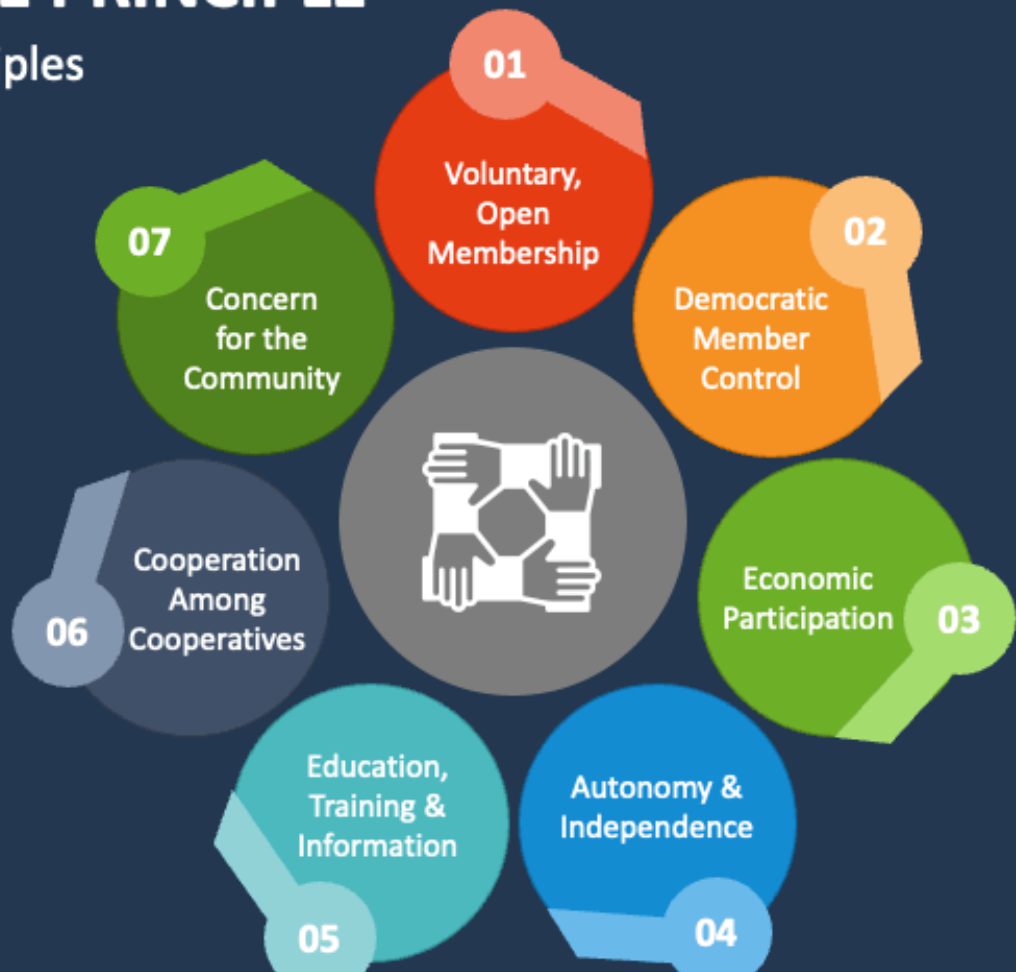 PRINCIPLE
01
Voluntary,
Open
Membership
02
Democratic
Member
Control
03
Economic
Participation
04
Autonomy &
Independence
05
Education,
Training &
Information
06
Cooperation
Among
Cooperatives
07
Concern
for the
Community